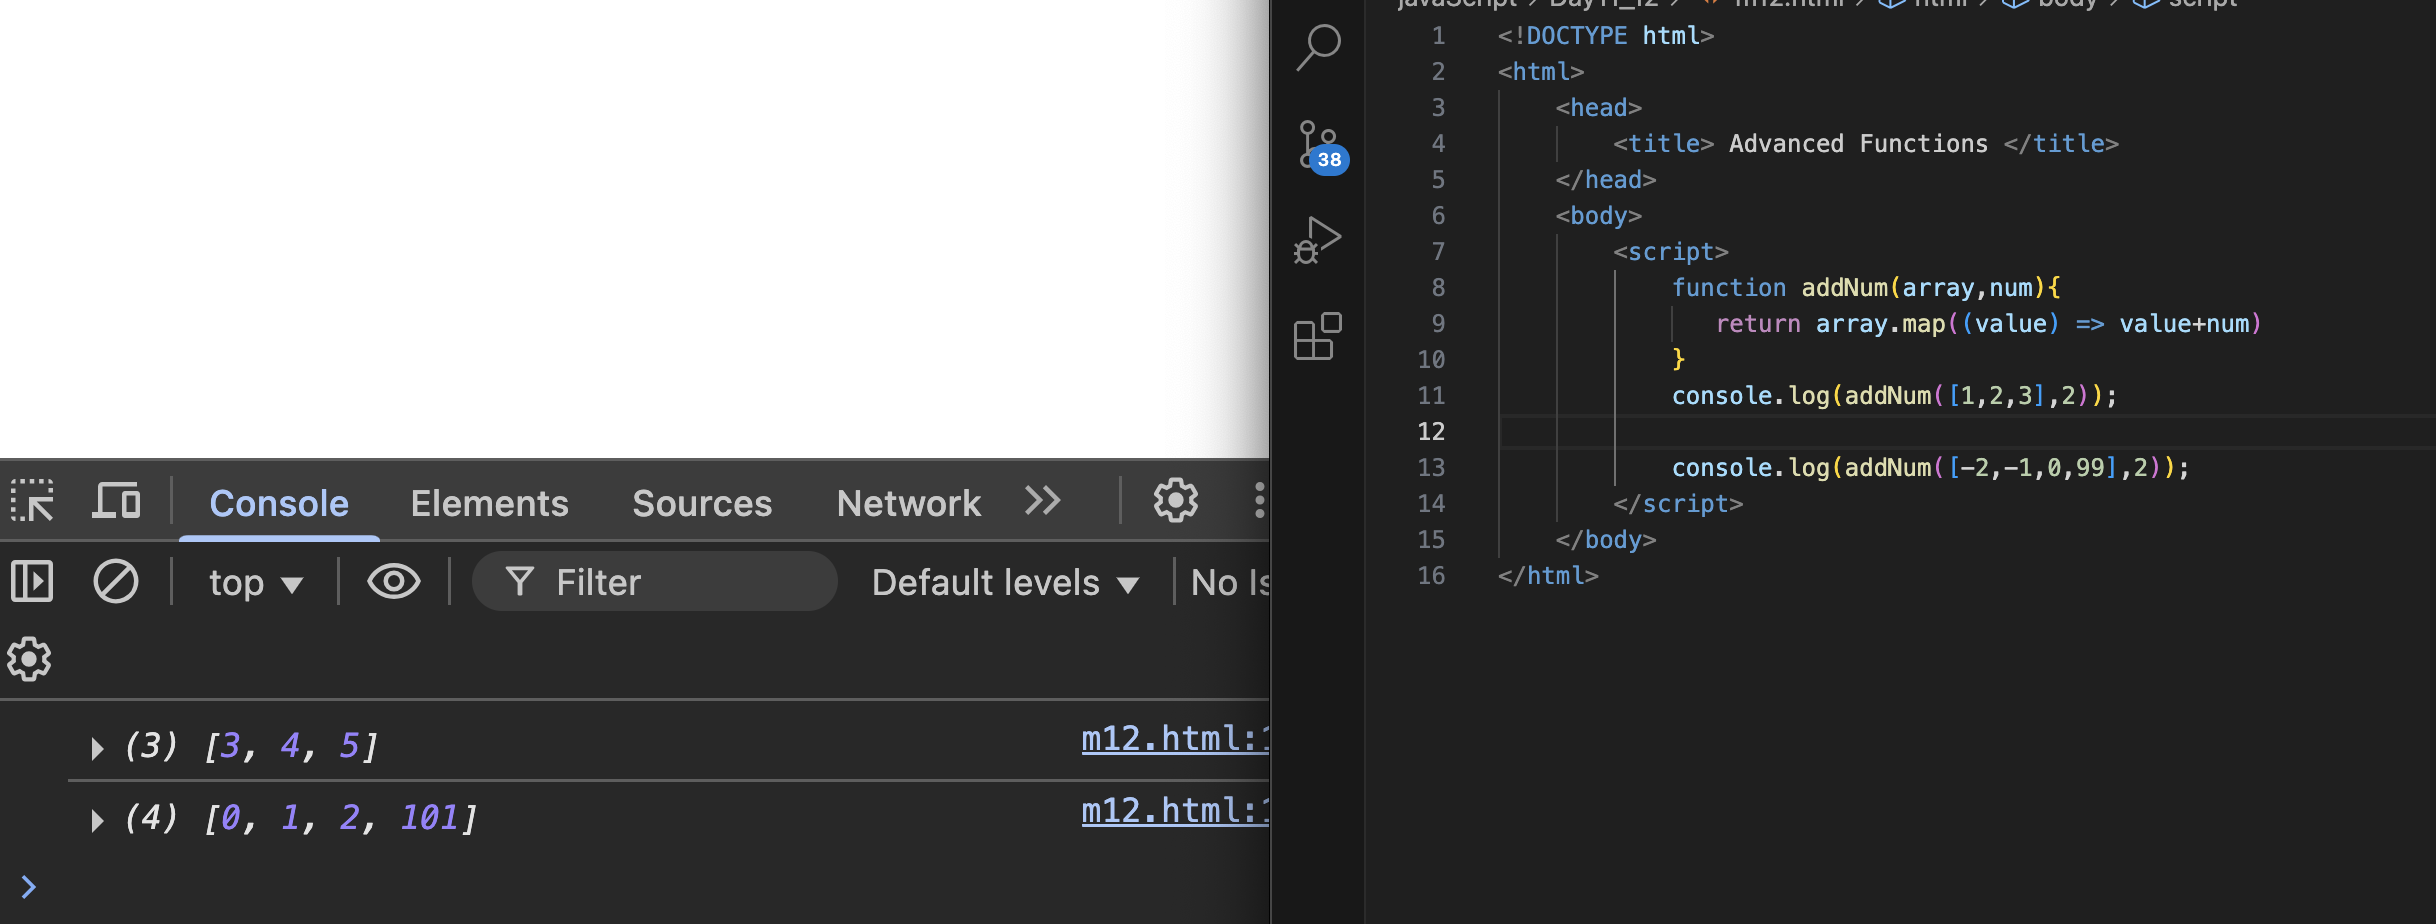 Console Elements Sources Network
top Filter Default levels No Is
(3) [3, 4, 5] m12.html:1
(4) [0, 1, 2, 101] m12.html:1
javaScript Day11_12 m12.html html body script
38
1 <!DOCTYPE html>
2 <html>
3 <head>
4 <title> Advanced Functions </title>
5 </head>
6 <body>
7 <script>
8 function addNum(array,num){
9 return array.map((value) => value+num)
10 }
11 console.log(addNum([1,2,3],2));
12
13 console.log(addNum([-2,-1,0,99],2));
14 </script>
15 </body>
16 </html>